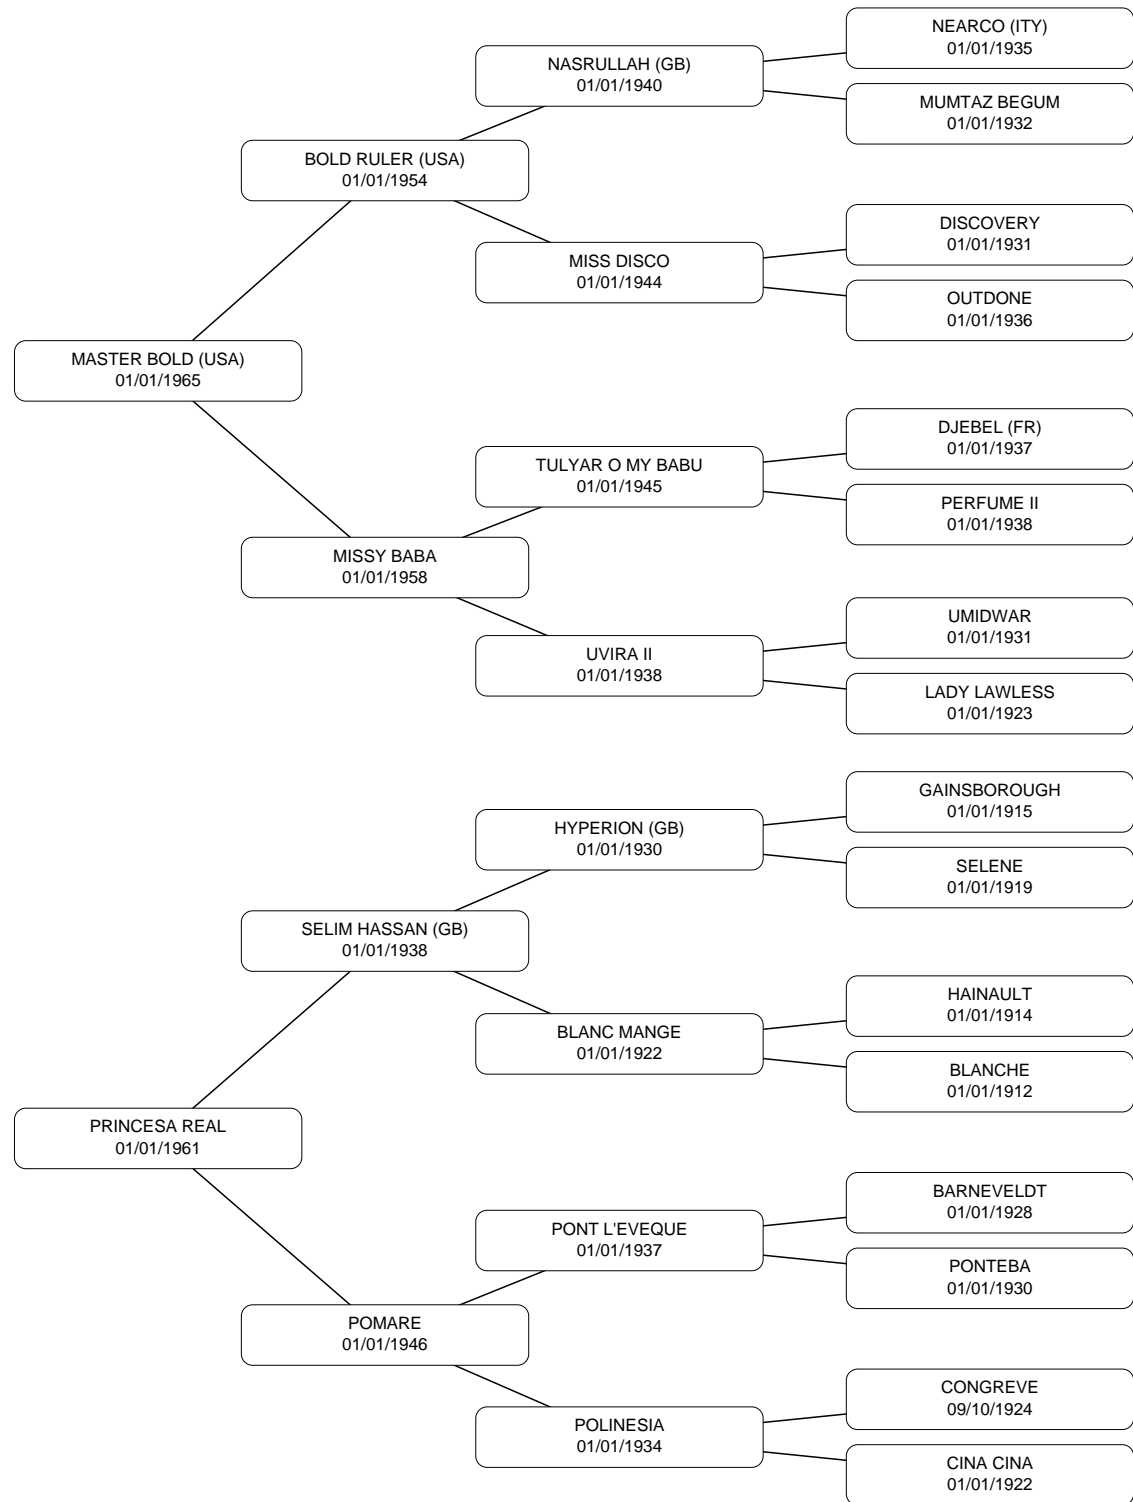 NEARCO (ITY)
01/01/1935
NASRULLAH (GB)
01/01/1940
MUMTAZ BEGUM
01/01/1932
BOLD RULER (USA)
01/01/1954
DISCOVERY
01/01/1931
MISS DISCO
01/01/1944
OUTDONE
01/01/1936
MASTER BOLD (USA)
01/01/1965
DJEBEL (FR)
01/01/1937
TULYAR O MY BABU
01/01/1945
PERFUME II
01/01/1938
MISSY BABA
01/01/1958
UMIDWAR
01/01/1931
UVIRA II
01/01/1938
LADY LAWLESS
01/01/1923
GAINSBOROUGH
01/01/1915
HYPERION (GB)
01/01/1930
SELENE
01/01/1919
SELIM HASSAN (GB)
01/01/1938
HAINAULT
01/01/1914
BLANC MANGE
01/01/1922
BLANCHE
01/01/1912
PRINCESA REAL
01/01/1961
BARNEVELDT
01/01/1928
PONT L'EVEQUE
01/01/1937
PONTEBA
01/01/1930
POMARE
01/01/1946
CONGREVE
09/10/1924
POLINESIA
01/01/1934
CINA CINA
01/01/1922